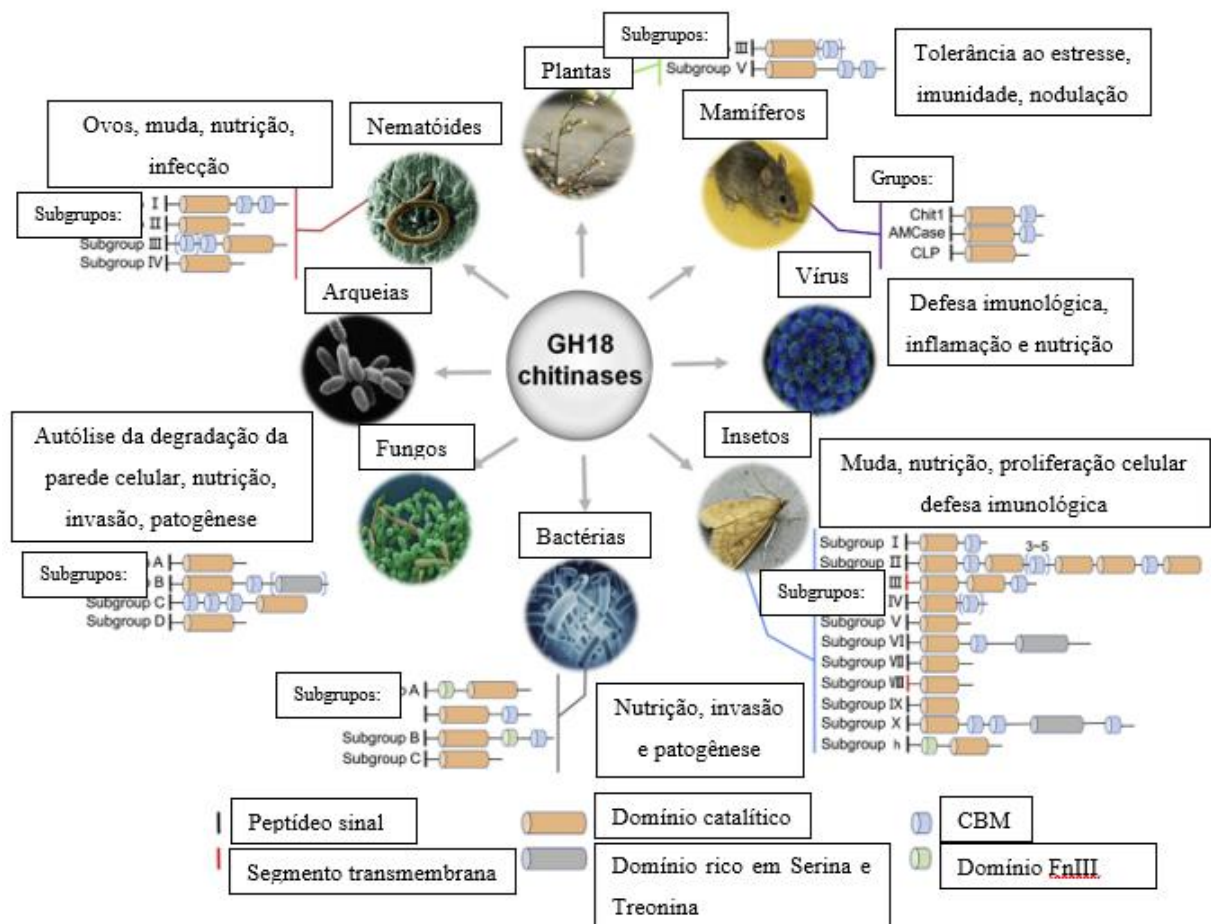 Subgrupos:
III
Subgroup V
Tolerância ao estresse,
imunidade, nodulação
Plantas
Mamíferos
Nematóides
Ovos, muda, nutrição,
infecção
Subgrupos:
I
II
Subgroup III
Subgroup IV
Grupos:
Chit1
AMCase
CLP
Arqueias
Vírus
GH18
chitinases
Defesa imunológica,
inflamação e nutrição
Autólise da degradação da
parede celular, nutrição,
invasão, patogênese
Fungos
Insetos
Muda, nutrição, proliferação celular
defesa imunológica
Bactérias
Subgrupos:
A
B
Subgroup C
Subgroup D
Subgrupos:
Subgroup I
3~5
Subgroup II
III
IV
Subgroup V
Subgroup VI
Subgroup VII
Subgroup VIII
Subgroup IX
Subgroup X
Subgroup h
Subgrupos:
A
Subgroup B
Subgroup C
Nutrição, invasão
e patogênese
Peptídeo sinal
Domínio catalítico
CBM
Segmento transmembrana
Domínio rico em Serina e
Treonina
Domínio FnIII